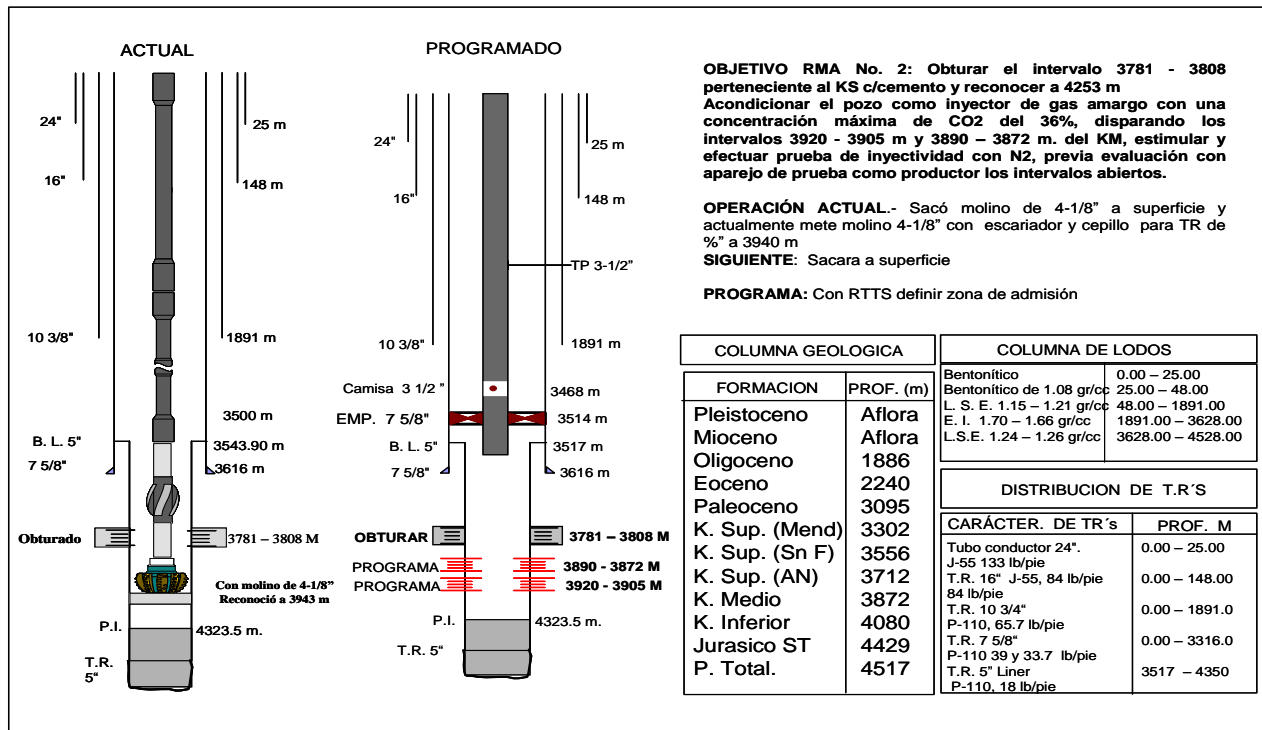 ACTUAL
24"
16"
25 m
148 m
10 3/8"
1891 m
3500 m
B. L. 5"
3543.90 m
7 5/8"
3616 m
Obturado
3781 – 3808 M
Con molino de 4-1/8”
Reconoció a 3943 m
P.I.
4323.5 m.
T.R.
5“
PROGRAMADO
24"
25 m
16"
148 m
TP 3-1/2”
10 3/8"
1891 m
Camisa 3 1/2 "
3468 m
EMP. 7 5/8"
3514 m
B. L. 5"
3517 m
7 5/8"
3616 m
OBTURAR
3781 – 3808 M
PROGRAMA
3890 - 3872 M
PROGRAMA
3920 - 3905 M
P.I.
4323.5 m.
T.R. 5“
OBJETIVO RMA No. 2: Obturar el intervalo 3781 - 3808
perteneciente al KS c/cemento y reconocer a 4253 m
Acondicionar el pozo como inyector de gas amargo con una
concentración máxima de CO2 del 36%, disparando los
intervalos 3920 - 3905 m y 3890 – 3872 m. del KM, estimular y
efectuar prueba de inyectividad con N2, previa evaluación con
aparejo de prueba como productor los intervalos abiertos.
OPERACIÓN ACTUAL.- Sacó molino de 4-1/8” a superficie y
actualmente mete molino 4-1/8” con escariador y cepillo para TR de
%” a 3940 m
SIGUIENTE: Sacara a superficie
PROGRAMA: Con RTTS definir zona de admisión
COLUMNA GEOLOGICA
FORMACION PROF. (m)
Pleistoceno Aflora
Mioceno Aflora
Oligoceno 1886
Eoceno 2240
Paleoceno 3095
K. Sup. (Mend) 3302
K. Sup. (Sn F) 3556
K. Sup. (AN) 3712
K. Medio 3872
K. Inferior 4080
Jurasico ST 4429
P. Total. 4517
COLUMNA DE LODOS
Bentonítico 0.00 – 25.00
Bentonítico de 1.08 gr/cc 25.00 – 48.00
L. S. E. 1.15 – 1.21 gr/cc 48.00 – 1891.00
E. I. 1.70 – 1.66 gr/cc 1891.00 – 3628.00
L.S.E. 1.24 – 1.26 gr/cc 3628.00 – 4528.00
DISTRIBUCION DE T.R´S
CARÁCTER. DE TR´s PROF. M
Tubo conductor 24”. 0.00 – 25.00
J-55 133 lb/pie
T.R. 16“ J-55, 84 lb/pie 0.00 – 148.00
84 lb/pie
T.R. 10 3/4“ 0.00 – 1891.0
P-110, 65.7 lb/pie
T.R. 7 5/8“ 0.00 – 3316.0
P-110 39 y 33.7 lb/pie
T.R. 5” Liner 3517 – 4350
P-110, 18 lb/pie